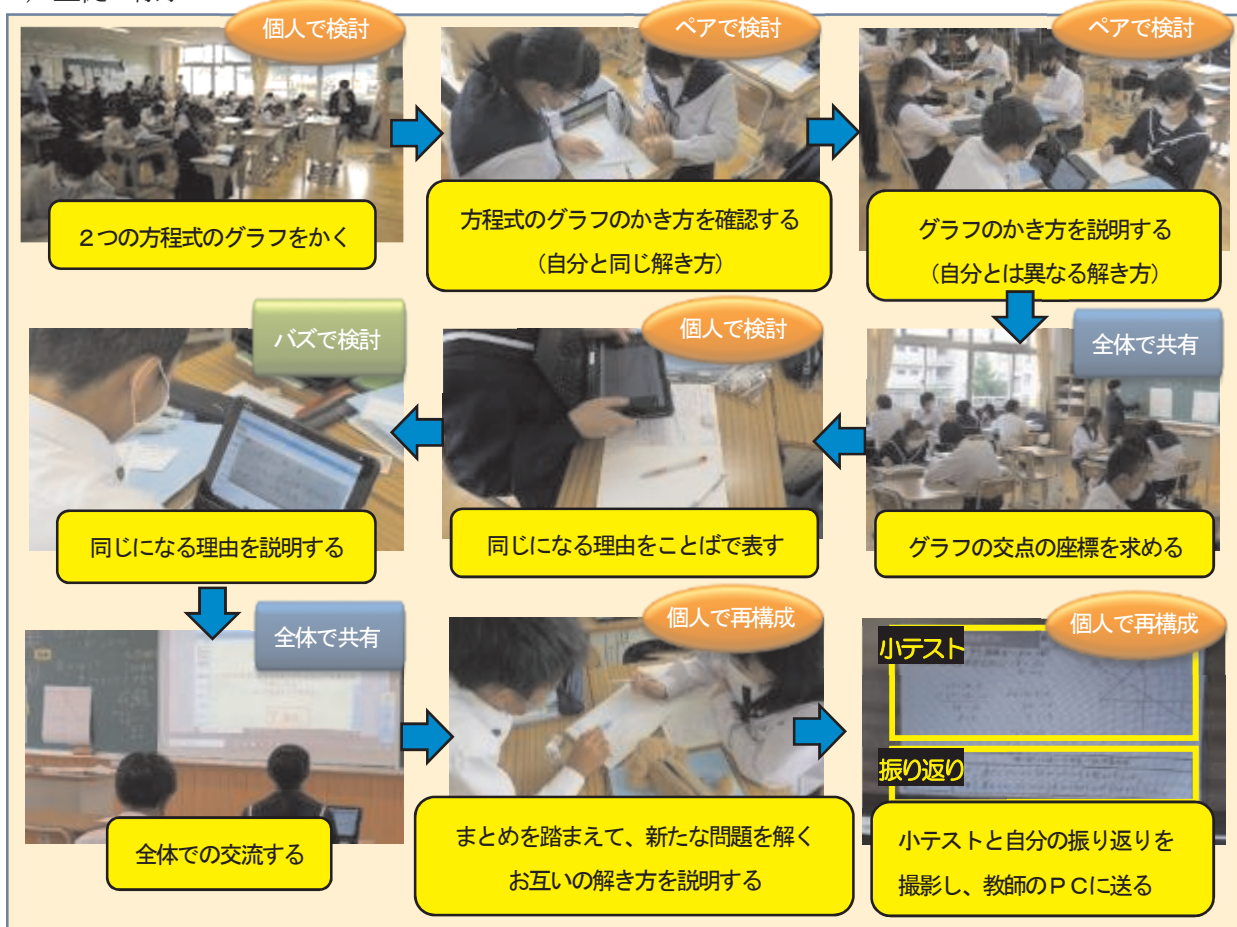 個人で検討
２つの方程式のグラフをかく
ペアで検討
方程式のグラフのかき方を確認する
（自分と同じ解き方）
ペアで検討
グラフのかき方を説明する
（自分とは異なる解き方）
全体で共有
グラフの交点の座標を求める
個人で検討
同じになる理由をことばで表す
バズで検討
同じになる理由を説明する
全体で共有
全体での交流する
個人で再構成
まとめを踏まえて、新たな問題を解く
お互いの解き方を説明する
個人で再構成
小テスト
振り返り
小テストと自分の振り返りを
撮影し、教師のＰＣに送る